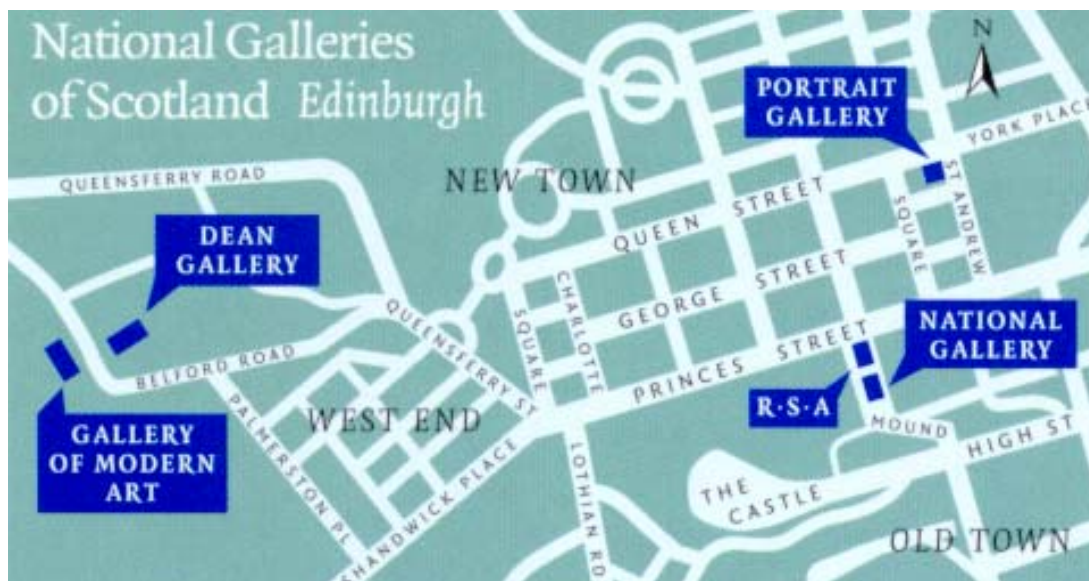 National Galleries
of Scotland Edinburgh
N
PORTRAIT
GALLERY
YORK PLACE
QUEENSFERRY ROAD
NEW TOWN
DEAN
GALLERY
QUEEN STREET
SQUARE
ST ANDREW
GEORGE STREET
CHARLOTTE
SQUARE
QUEENSFERRY ST
PRINCES STREET
NATIONAL
GALLERY
BELFORD ROAD
R·S·A
WEST END
MOUND
HIGH ST
GALLERY
OF MODERN
ART
PALMERSTON PL
SHANDWICK PLACE
LOTHIAN RD
THE
CASTLE
OLD TOWN